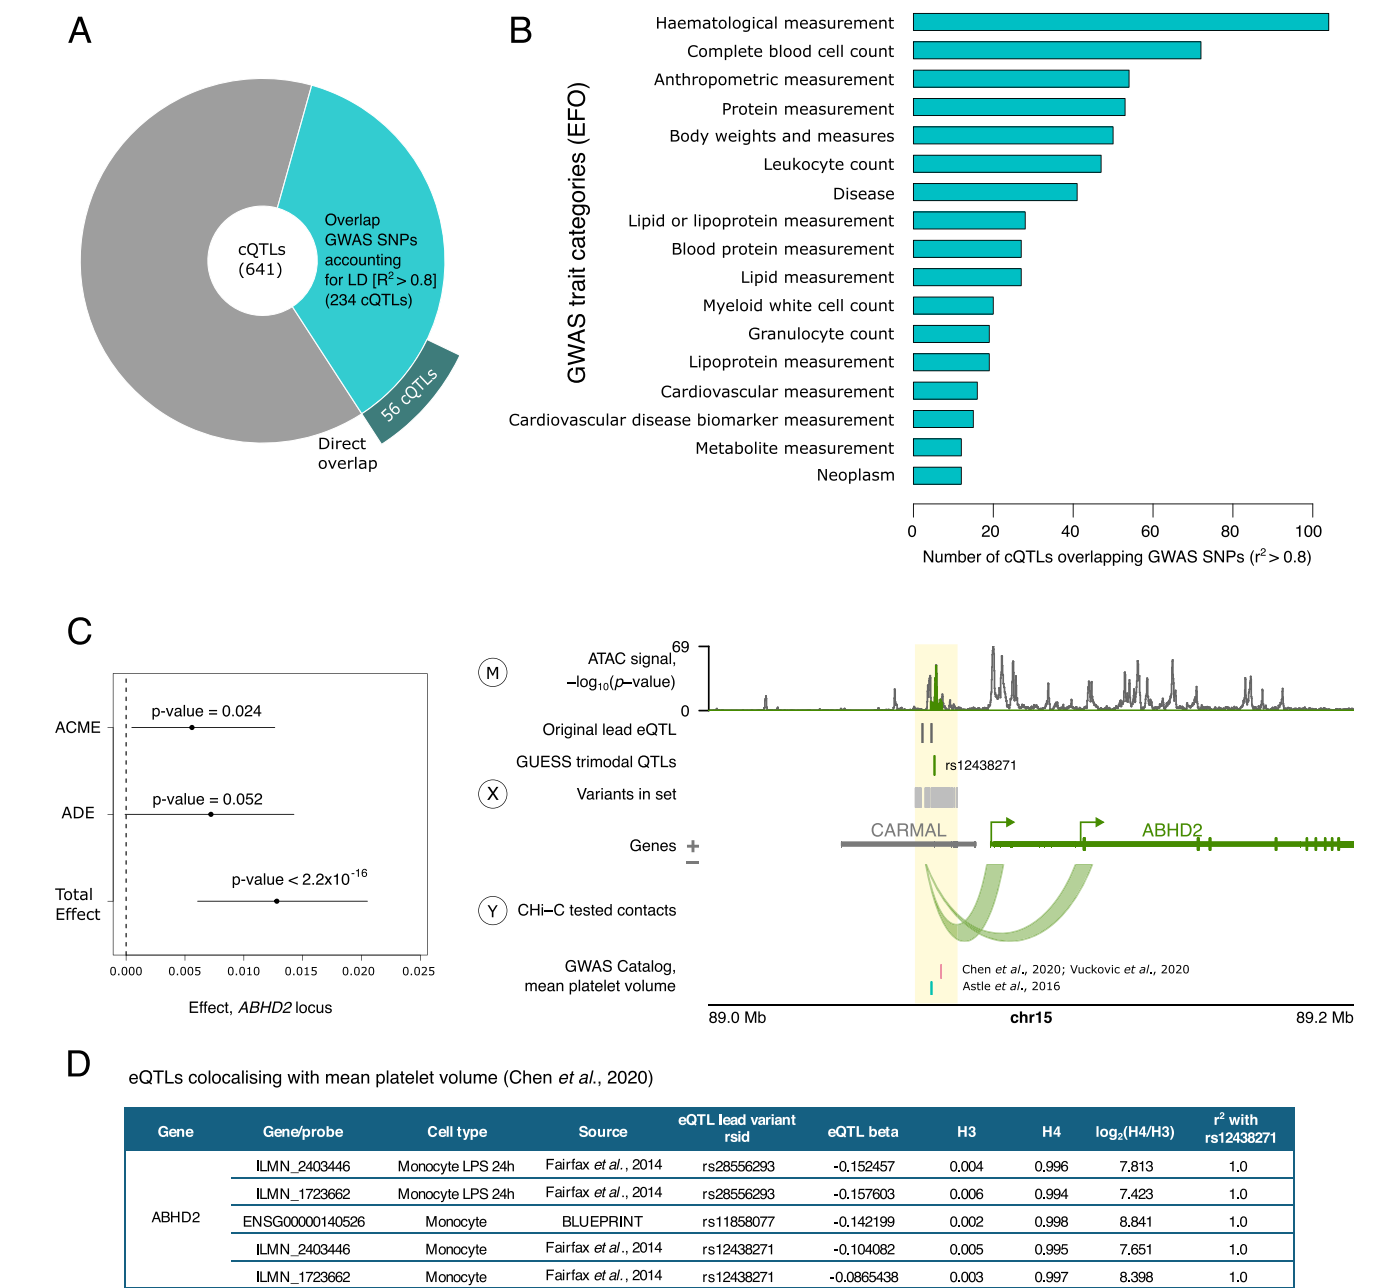 A
cQTLs
(641)
Overlap
GWAS SNPs
accounting
for LD [R² > 0.8]
(234 cQTLs)
56 cQTLs
Direct
overlap
B
GWAS trait categories (EFO)
Haematological measurement
Complete blood cell count
Anthropometric measurement
Protein measurement
Body weights and measures
Leukocyte count
Disease
Lipid or lipoprotein measurement
Blood protein measurement
Lipid measurement
Myeloid white cell count
Granulocyte count
Lipoprotein measurement
Cardiovascular measurement
Cardiovascular disease biomarker measurement
Metabolite measurement
Neoplasm
0 20 40 60 80 100
Number of cQTLs overlapping GWAS SNPs (r² > 0.8)
C
ACME
p-value = 0.024
ADE
p-value = 0.052
Total
Effect
p-value < 2.2x10⁻¹⁶
0.000 0.005 0.010 0.015 0.020 0.025
Effect, ABHD2 locus
M
ATAC signal,
–log₁₀(p–value)
69
0
Original lead eQTL
GUESS trimodal QTLs
rs12438271
X
Variants in set
CARMAL
ABHD2
Genes +
–
Y
CHi–C tested contacts
GWAS Catalog,
mean platelet volume
Chen et al., 2020; Vuckovic et al., 2020
Astle et al., 2016
89.0 Mb chr15 89.2 Mb
D
eQTLs colocalising with mean platelet volume (Chen et al., 2020)
Gene Gene/probe Cell type Source eQTL lead variant rsid eQTL beta H3 H4 log₂(H4/H3) r² with rs12438271
ABHD2
ILMN_2403446 Monocyte LPS 24h Fairfax et al., 2014 rs28556293 -0.152457 0.004 0.996 7.813 1.0
ILMN_1723662 Monocyte LPS 24h Fairfax et al., 2014 rs28556293 -0.157603 0.006 0.994 7.423 1.0
ENSG00000140526 Monocyte BLUEPRINT rs11858077 -0.142199 0.002 0.998 8.841 1.0
ILMN_2403446 Monocyte Fairfax et al., 2014 rs12438271 -0.104082 0.005 0.995 7.651 1.0
ILMN_1723662 Monocyte Fairfax et al., 2014 rs12438271 -0.0865438 0.003 0.997 8.398 1.0